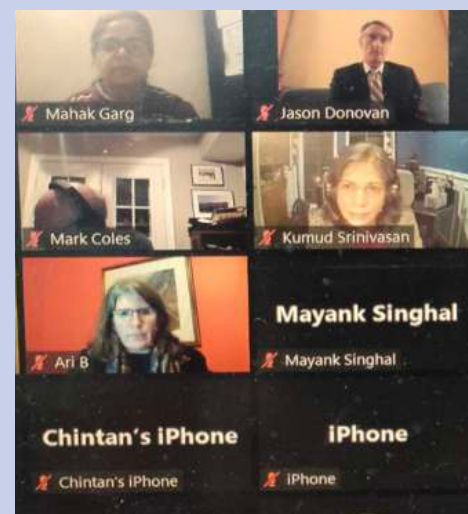 Mahak Garg
Jason Donovan
Mark Coles
Kumud Srinivasan
Ari B
Mayank Singhal
Mayank Singhal
Chintan's iPhone
iPhone
Chintan's iPhone
iPhone